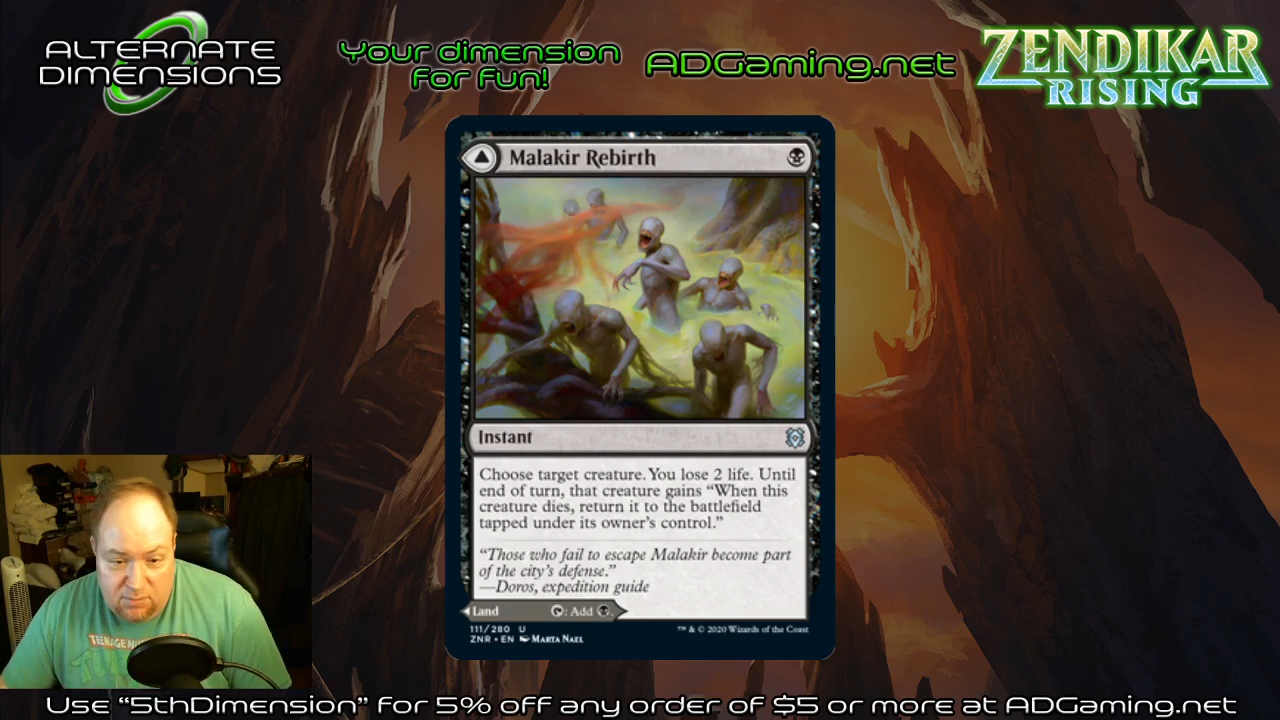 ALTERNATE
DIMENSIONS
Your dimension
for fun!
ADGaming.net
ZENDIKAR
RISING
Malakir Rebirth
Instant
Choose target creature. You lose 2 life. Until
end of turn, that creature gains “When this
creature dies, return it to the battlefield
tapped under its owner’s control.”
“Those who fail to escape Malakir become part
of the city’s defense.”
—Doros, expedition guide
Land : Add .
111/280 U
ZNR • EN MARTA NAEL
™ & © 2020 Wizards of the Coast
TEENAGE
Use “5thDimension” for 5% off any order of $5 or more at ADGaming.net